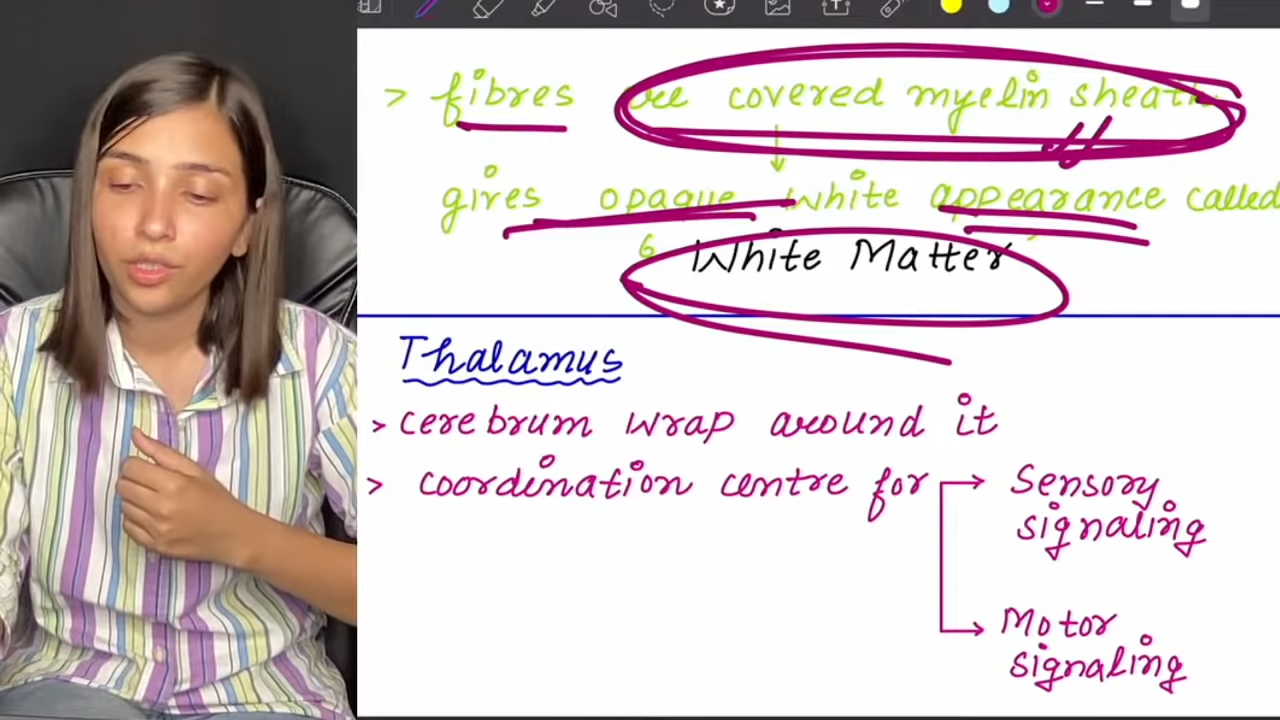 > fibres are covered myelin sheath
gives opaque white appearance called
White Matter
Thalamus
> cerebrum wrap around it
> coordination centre for → Sensory
signaling
→ Motor
signaling